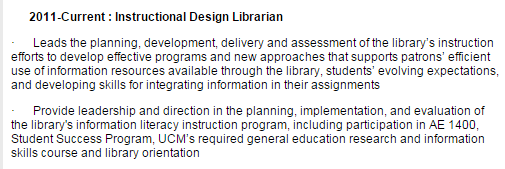 2011-Current : Instructional Design Librarian
· Leads the planning, development, delivery and assessment of the library's instruction
efforts to develop effective programs and new approaches that supports patrons' efficient
use of information resources available through the library, students' evolving expectations,
and developing skills for integrating information in their assignments
· Provide leadership and direction in the planning, implementation, and evaluation of
the library's information literacy instruction program, including participation in AE 1400,
Student Success Program, UCM's required general education research and information
skills course and library orientation